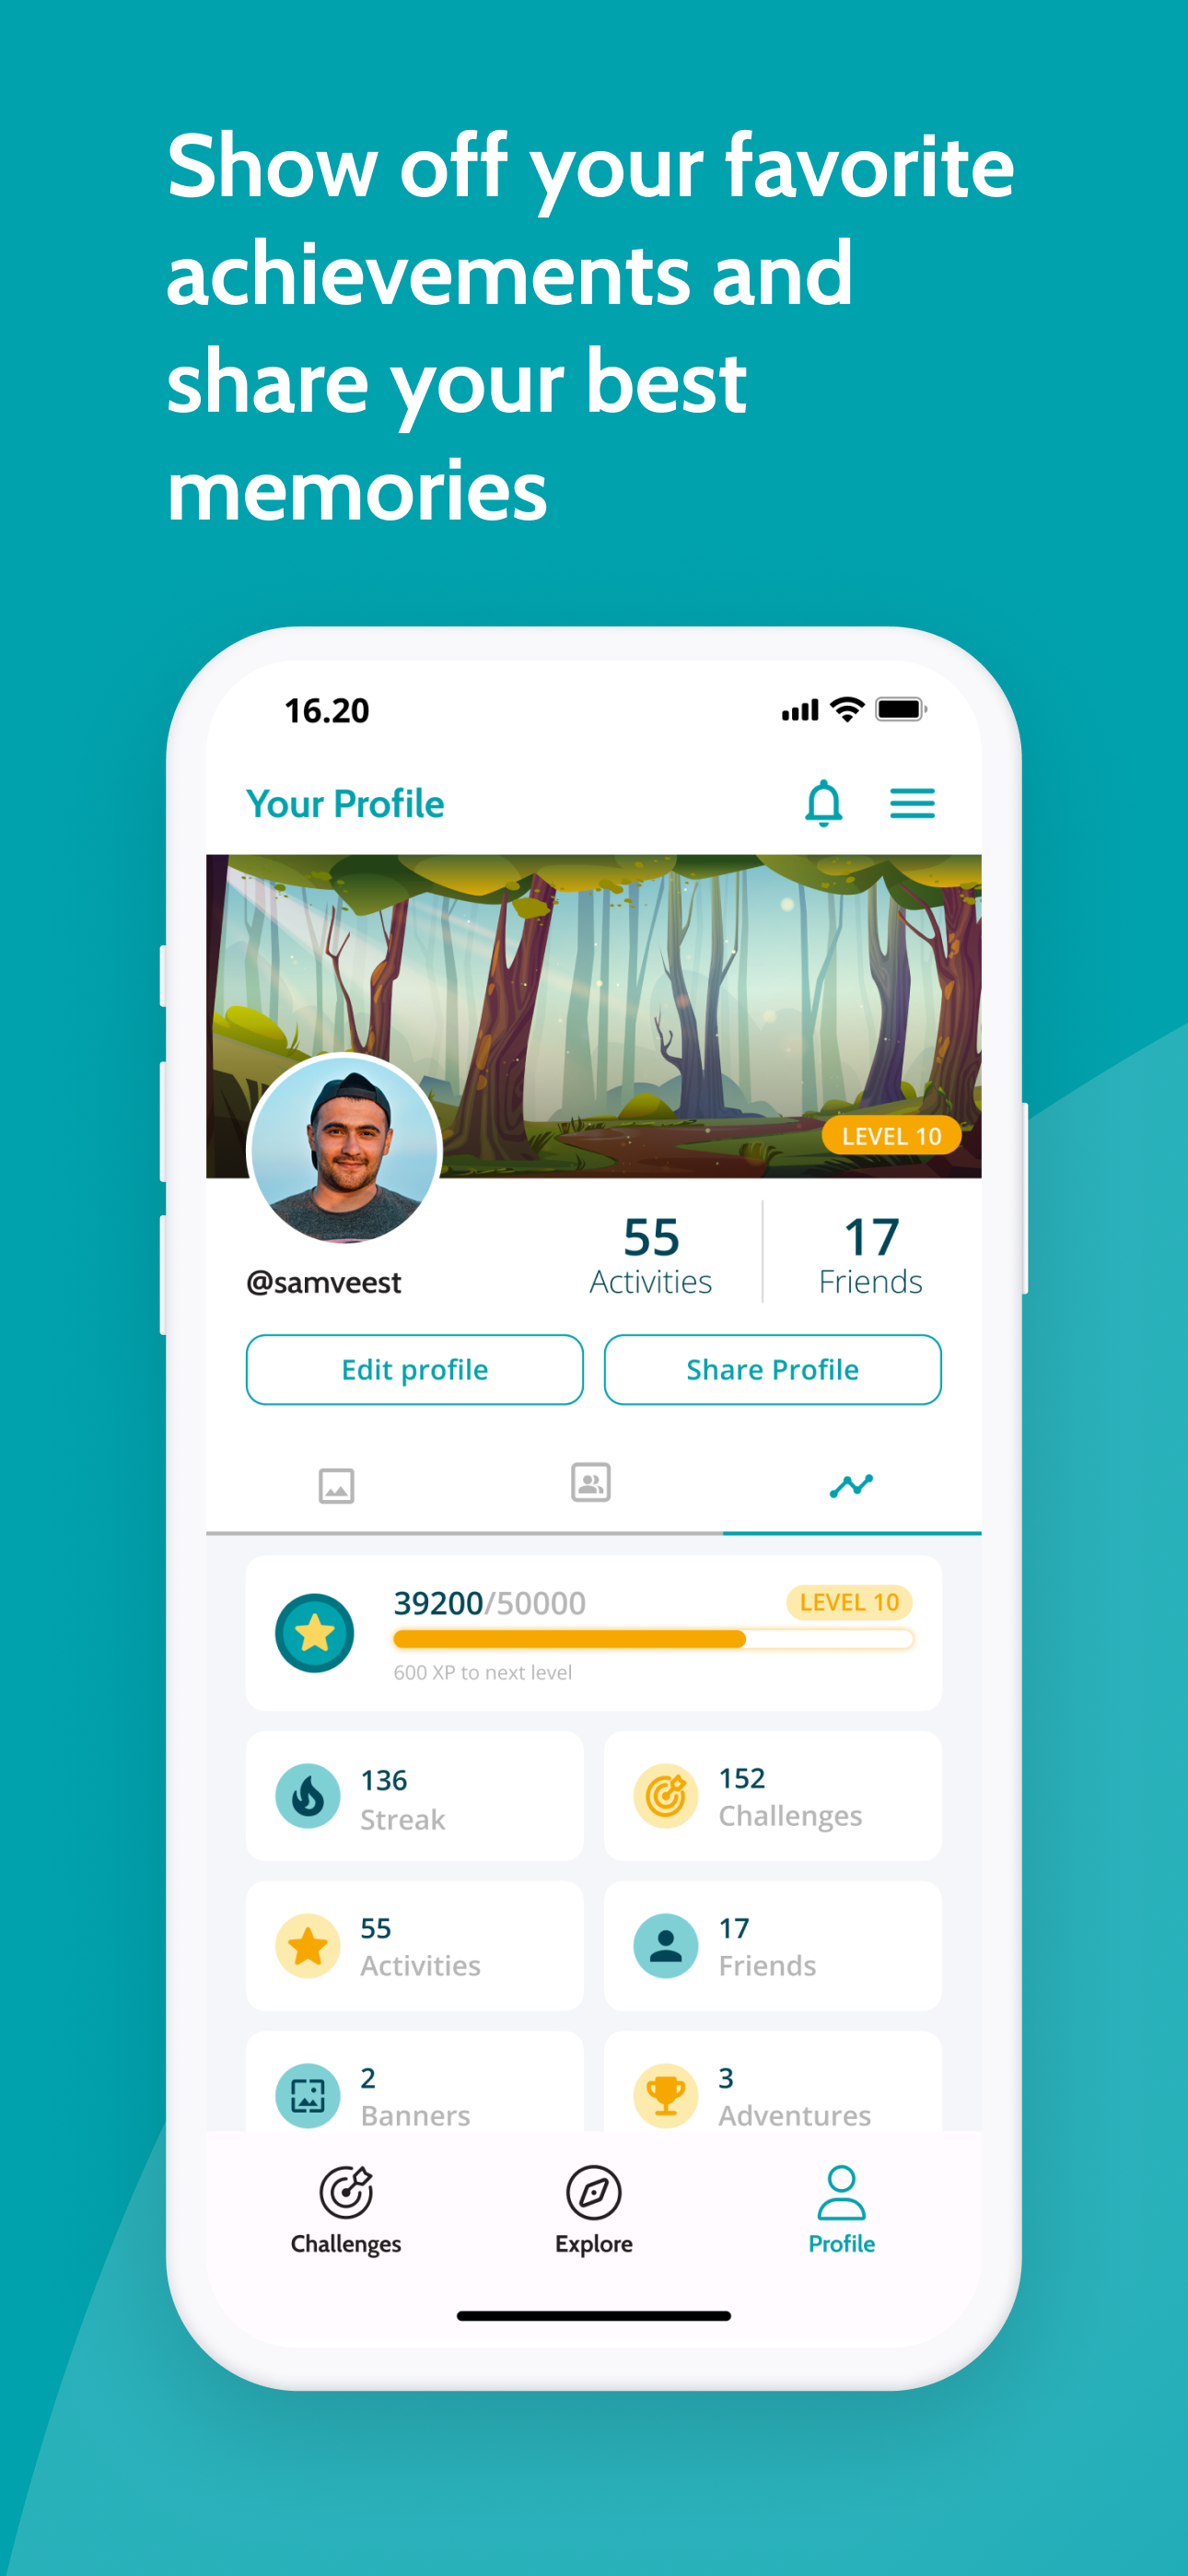 Show off your favorite
achievements and
share your best
memories
16.20
Your Profile
LEVEL 10
55
Activities
17
Friends
@samveest
Edit profile
Share Profile
39200/50000
LEVEL 10
600 XP to next level
136
Streak
152
Challenges
55
Activities
17
Friends
2
Banners
3
Adventures
Challenges
Explore
Profile